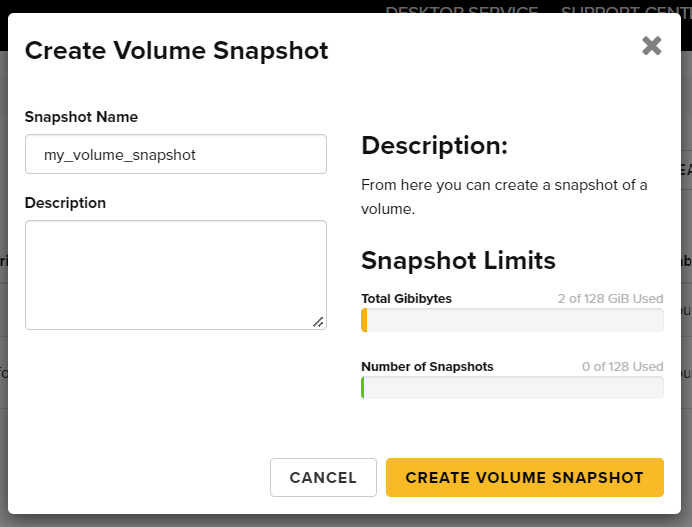 DESKTOP SERVICE
Create Volume Snapshot
Snapshot Name
my_volume_snapshot
Description
Description:
From here you can create a snapshot of a
volume.
Snapshot Limits
Total Gibibytes 2 of 128 GiB Used
Number of Snapshots 0 of 128 Used
CANCEL CREATE VOLUME SNAPSHOT